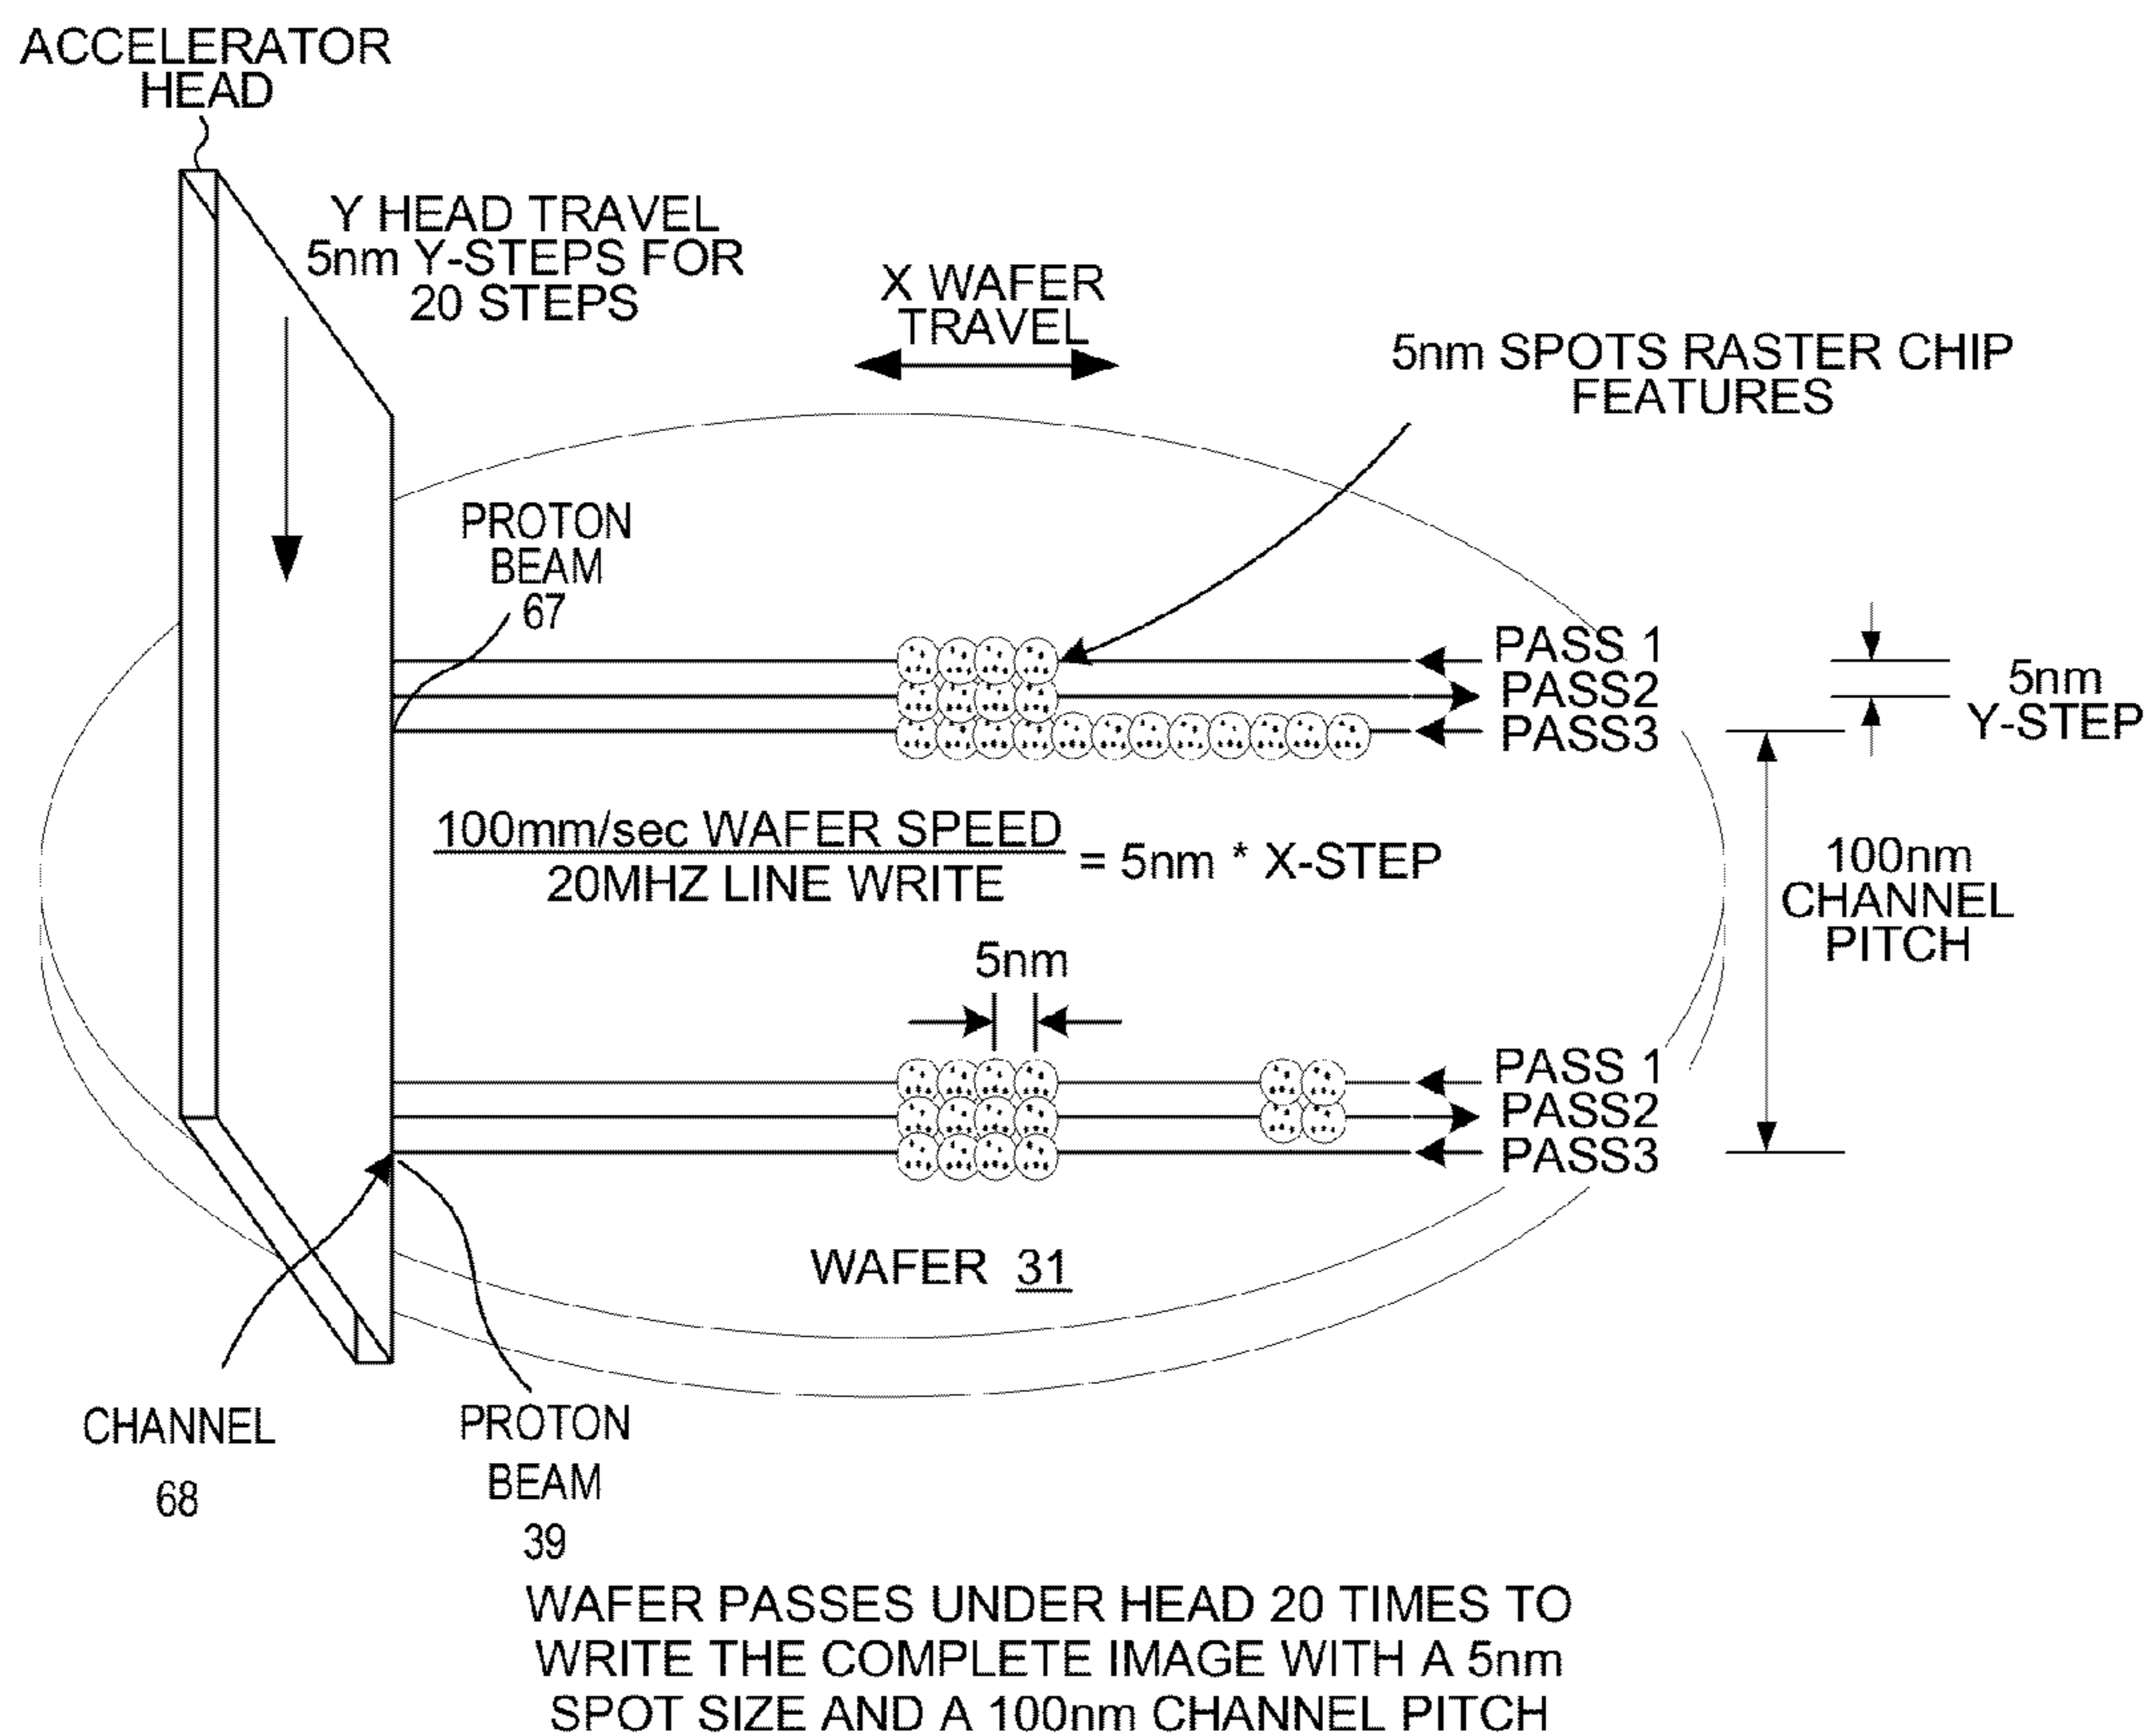 ACCELERATOR
HEAD
Y HEAD TRAVEL
5nm Y-STEPS FOR
20 STEPS
X WAFER
TRAVEL
5nm SPOTS RASTER CHIP
FEATURES
PROTON
BEAM
67
PASS 1
PASS2
PASS3
5nm
Y-STEP
100mm/sec WAFER SPEED
20MHZ LINE WRITE
= 5nm * X-STEP
100nm
CHANNEL
PITCH
5nm
PASS 1
PASS2
PASS3
WAFER 31
CHANNEL
68
PROTON
BEAM
39
WAFER PASSES UNDER HEAD 20 TIMES TO
WRITE THE COMPLETE IMAGE WITH A 5nm
SPOT SIZE AND A 100nm CHANNEL PITCH